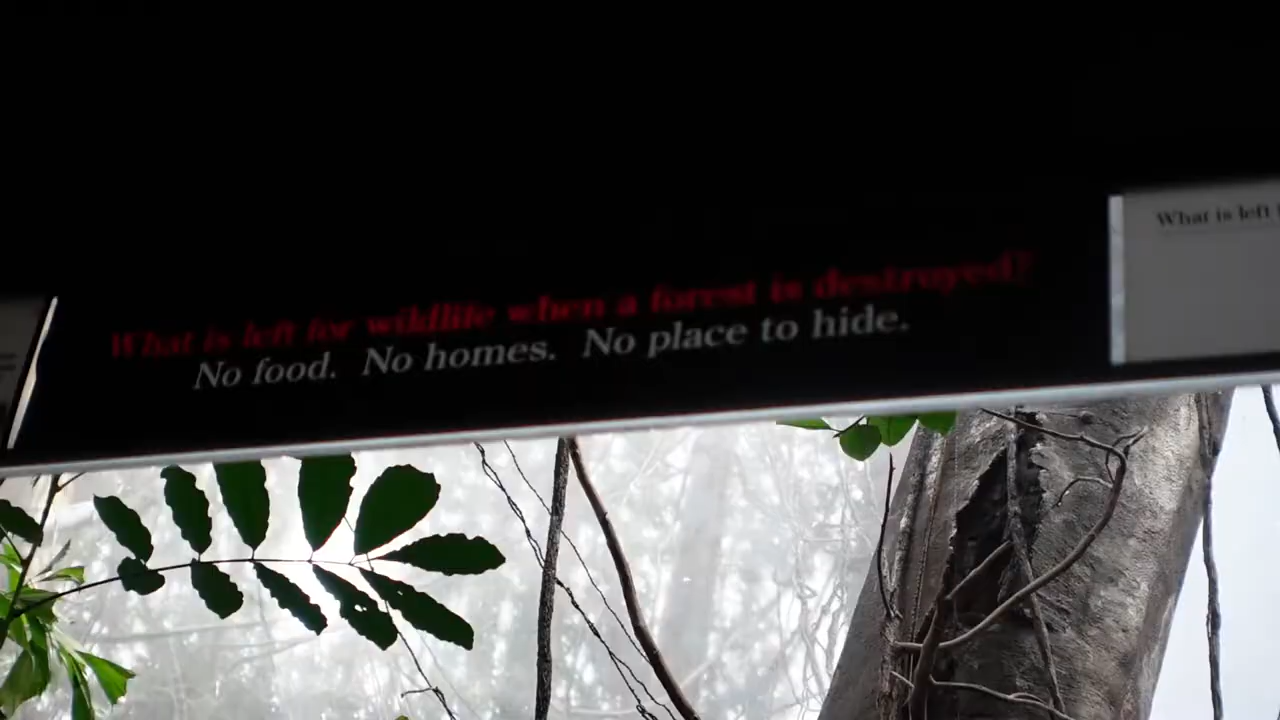 What is left for wildlife when a forest is destroyed?
No food. No homes. No place to hide.
What is left